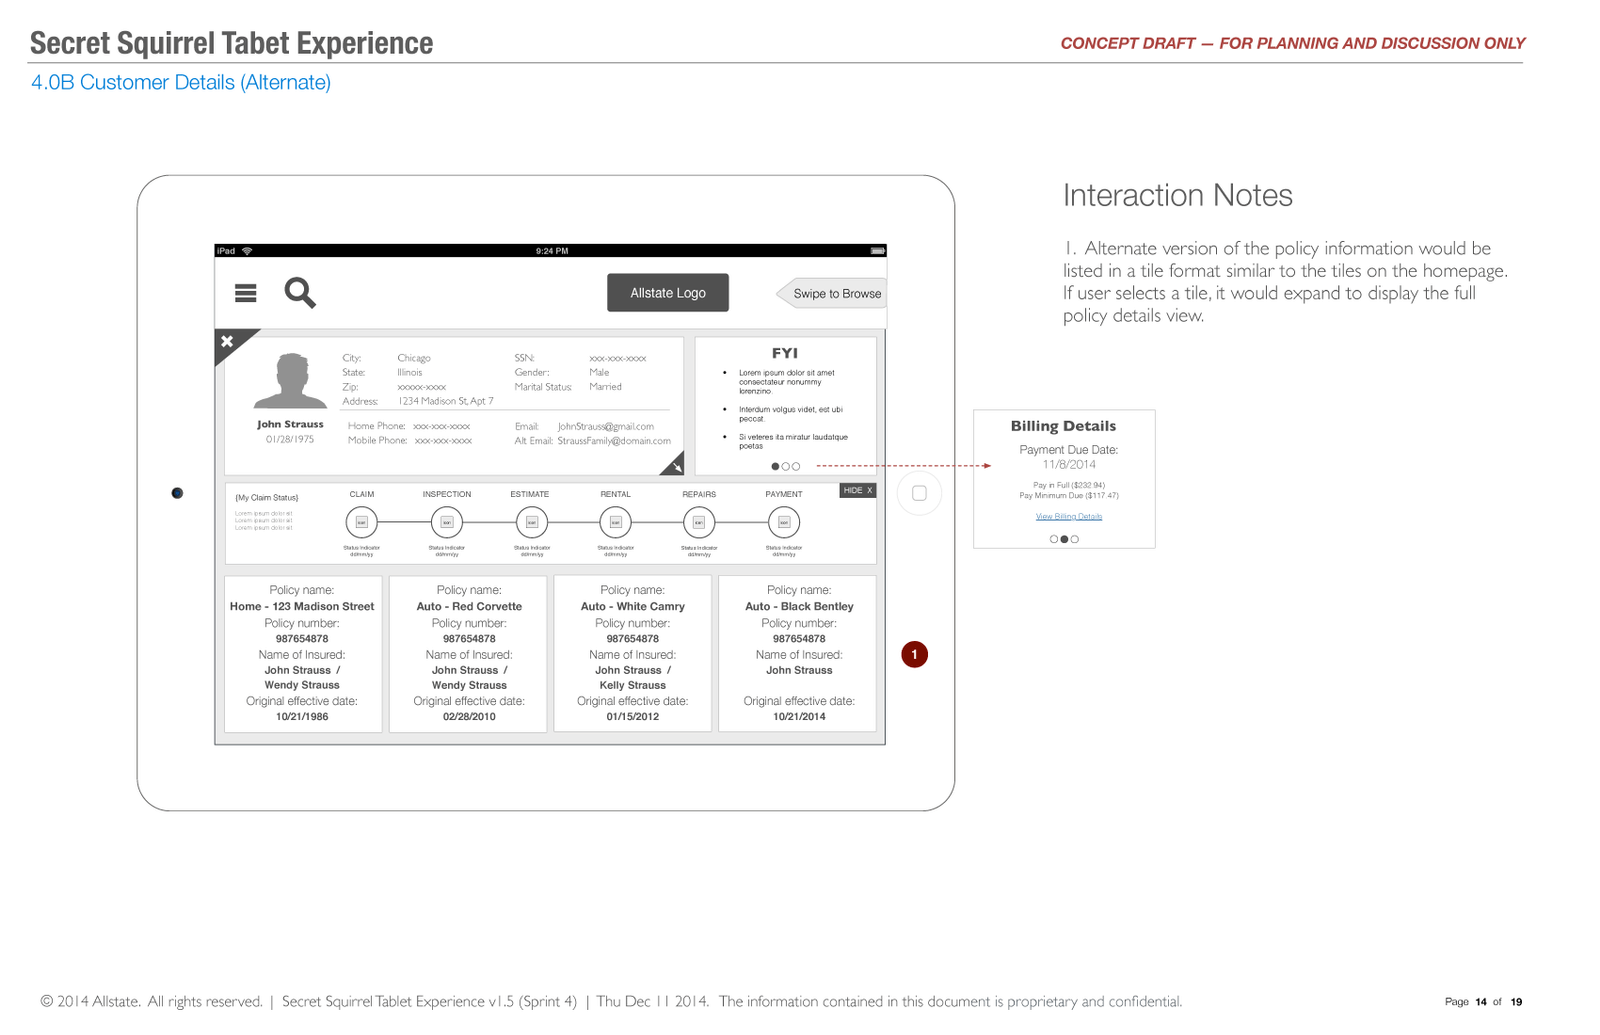 Secret Squirrel Tabet Experience
CONCEPT DRAFT — FOR PLANNING AND DISCUSSION ONLY
4.0B Customer Details (Alternate)
iPad
9:24 PM
Allstate Logo
Swipe to Browse
City: Chicago
State: Illinois
Zip: xxxxx-xxxx
Address: 1234 Madison St, Apt 7
SSN: xxx-xxx-xxxx
Gender: Male
Marital Status: Married
John Strauss
01/28/1975
Home Phone: xxx-xxx-xxxx
Mobile Phone: xxx-xxx-xxxx
Email: JohnStrauss@gmail.com
Alt Email: StraussFamily@domain.com
FYI
• Lorem ipsum dolor sit amet
consectateur nonummy
lorenzino.
• Interdum volgus videt, est ubi
peccat.
• Si veteres ita miratur laudatque
poetas
{My Claim Status}
Lorem ipsum dolor sit
Lorem ipsum dolor sit
Lorem ipsum dolor sit
CLAIM INSPECTION ESTIMATE RENTAL REPAIRS PAYMENT
HIDE X
icon icon icon icon icon icon
Status Indicator Status Indicator Status Indicator Status Indicator Status Indicator Status Indicator
dd/mm/yy dd/mm/yy dd/mm/yy dd/mm/yy dd/mm/yy dd/mm/yy
Policy name:
Home - 123 Madison Street
Policy number:
987654878
Name of Insured:
John Strauss /
Wendy Strauss
Original effective date:
10/21/1986
Policy name:
Auto - Red Corvette
Policy number:
987654878
Name of Insured:
John Strauss /
Wendy Strauss
Original effective date:
02/28/2010
Policy name:
Auto - White Camry
Policy number:
987654878
Name of Insured:
John Strauss /
Kelly Strauss
Original effective date:
01/15/2012
Policy name:
Auto - Black Bentley
Policy number:
987654878
Name of Insured:
John Strauss
Original effective date:
10/21/2014
1
Billing Details
Payment Due Date:
11/8/2014
Pay in Full ($232.94)
Pay Minimum Due ($117.47)
View Billing Details
Interaction Notes
1. Alternate version of the policy information would be
listed in a tile format similar to the tiles on the homepage.
If user selects a tile, it would expand to display the full
policy details view.
© 2014 Allstate. All rights reserved. | Secret Squirrel Tablet Experience v1.5 (Sprint 4) | Thu Dec 11 2014. The information contained in this document is proprietary and confidential.
Page 14 of 19